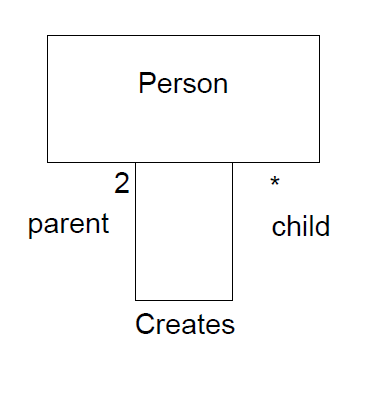 Person
2
*
parent
child
Creates